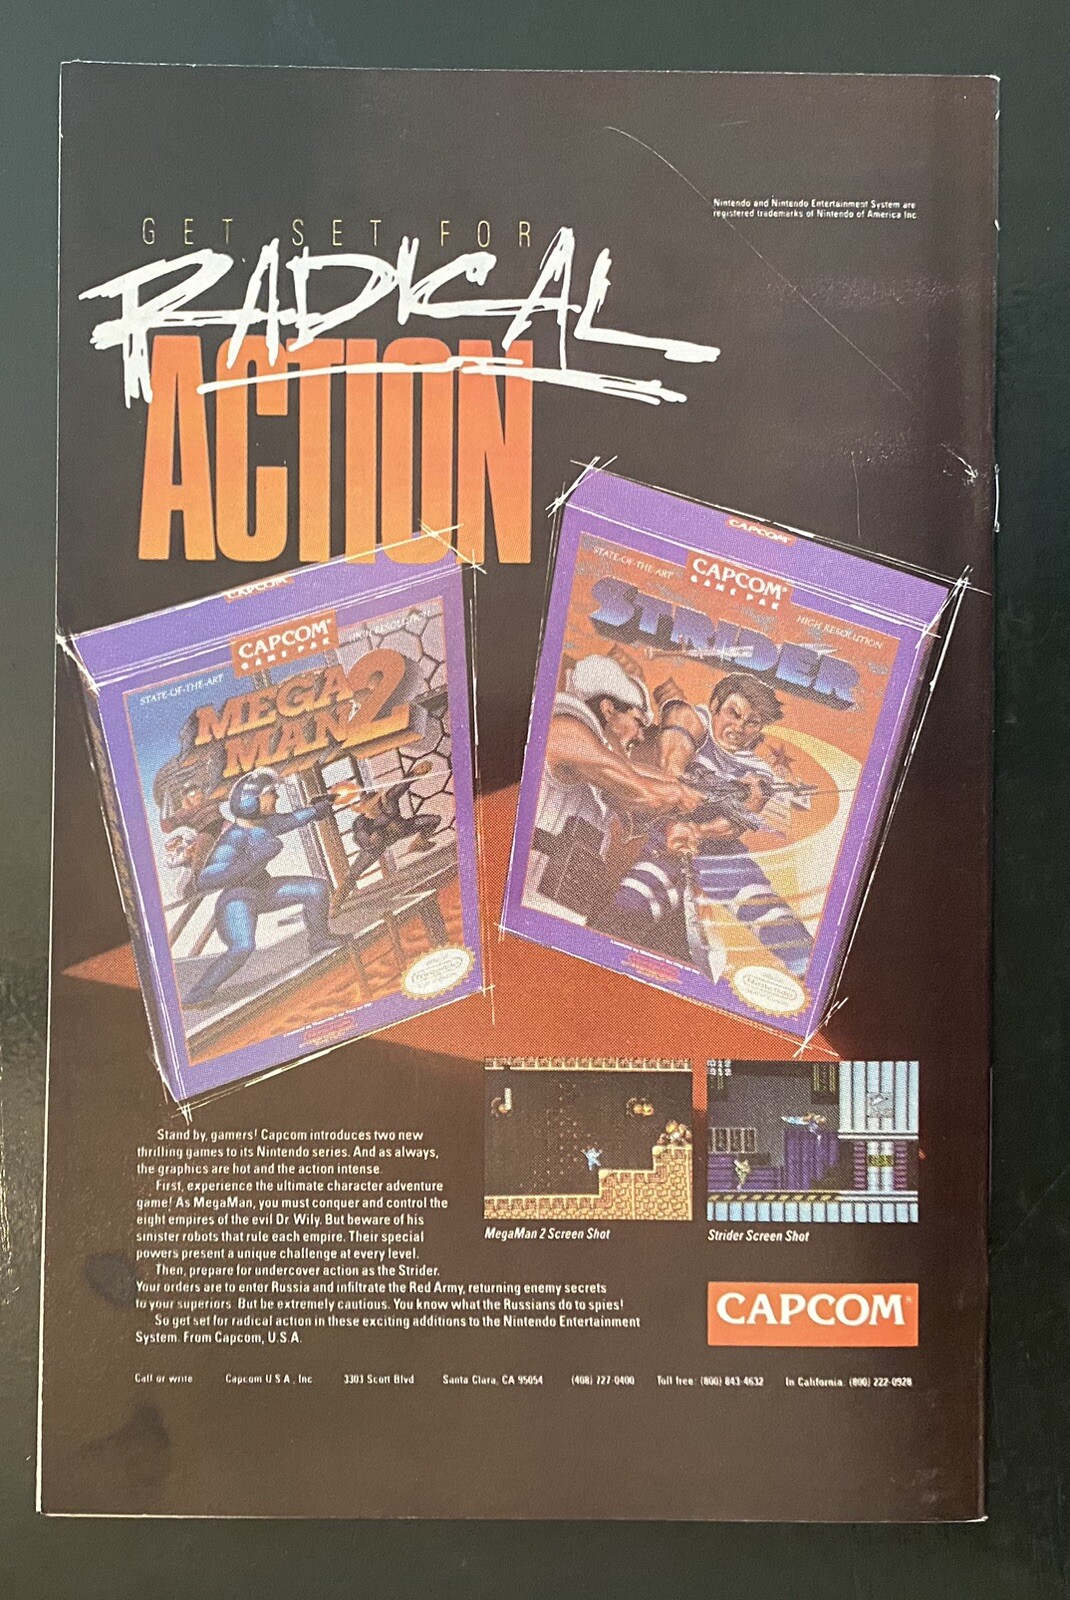 Nintendo and Nintendo Entertainment System are
registered trademarks of Nintendo of America Inc.
GET SET FOR
RADICAL
ACTION
CAPCOM
CAPCOM®
GAME PAK
STATE-OF-THE-ART
HIGH RESOLUTION
MEGA
MAN 2
CAPCOM
STATE-OF-THE-ART
CAPCOM®
GAME PAK
HIGH RESOLUTION
STRIDER
MegaMan 2 Screen Shot
Strider Screen Shot
Stand by, gamers! Capcom introduces two new
thrilling games to its Nintendo series. And as always,
the graphics are hot and the action intense.
First, experience the ultimate character adventure
game! As MegaMan, you must conquer and control the
eight empires of the evil Dr. Wily. But beware of his
sinister robots that rule each empire. Their special
powers present a unique challenge at every level.
Then, prepare for undercover action as the Strider.
Your orders are to enter Russia and infiltrate the Red Army, returning enemy secrets
to your superiors. But be extremely cautious. You know what the Russians do to spies!
So get set for radical action in these exciting additions to the Nintendo Entertainment
System. From Capcom, U.S.A.
CAPCOM®
Call or write Capcom U.S.A., Inc. 3303 Scott Blvd Santa Clara, CA 95054 (408) 727-0400 Toll free: (800) 843-4632 In California: (800) 222-0928